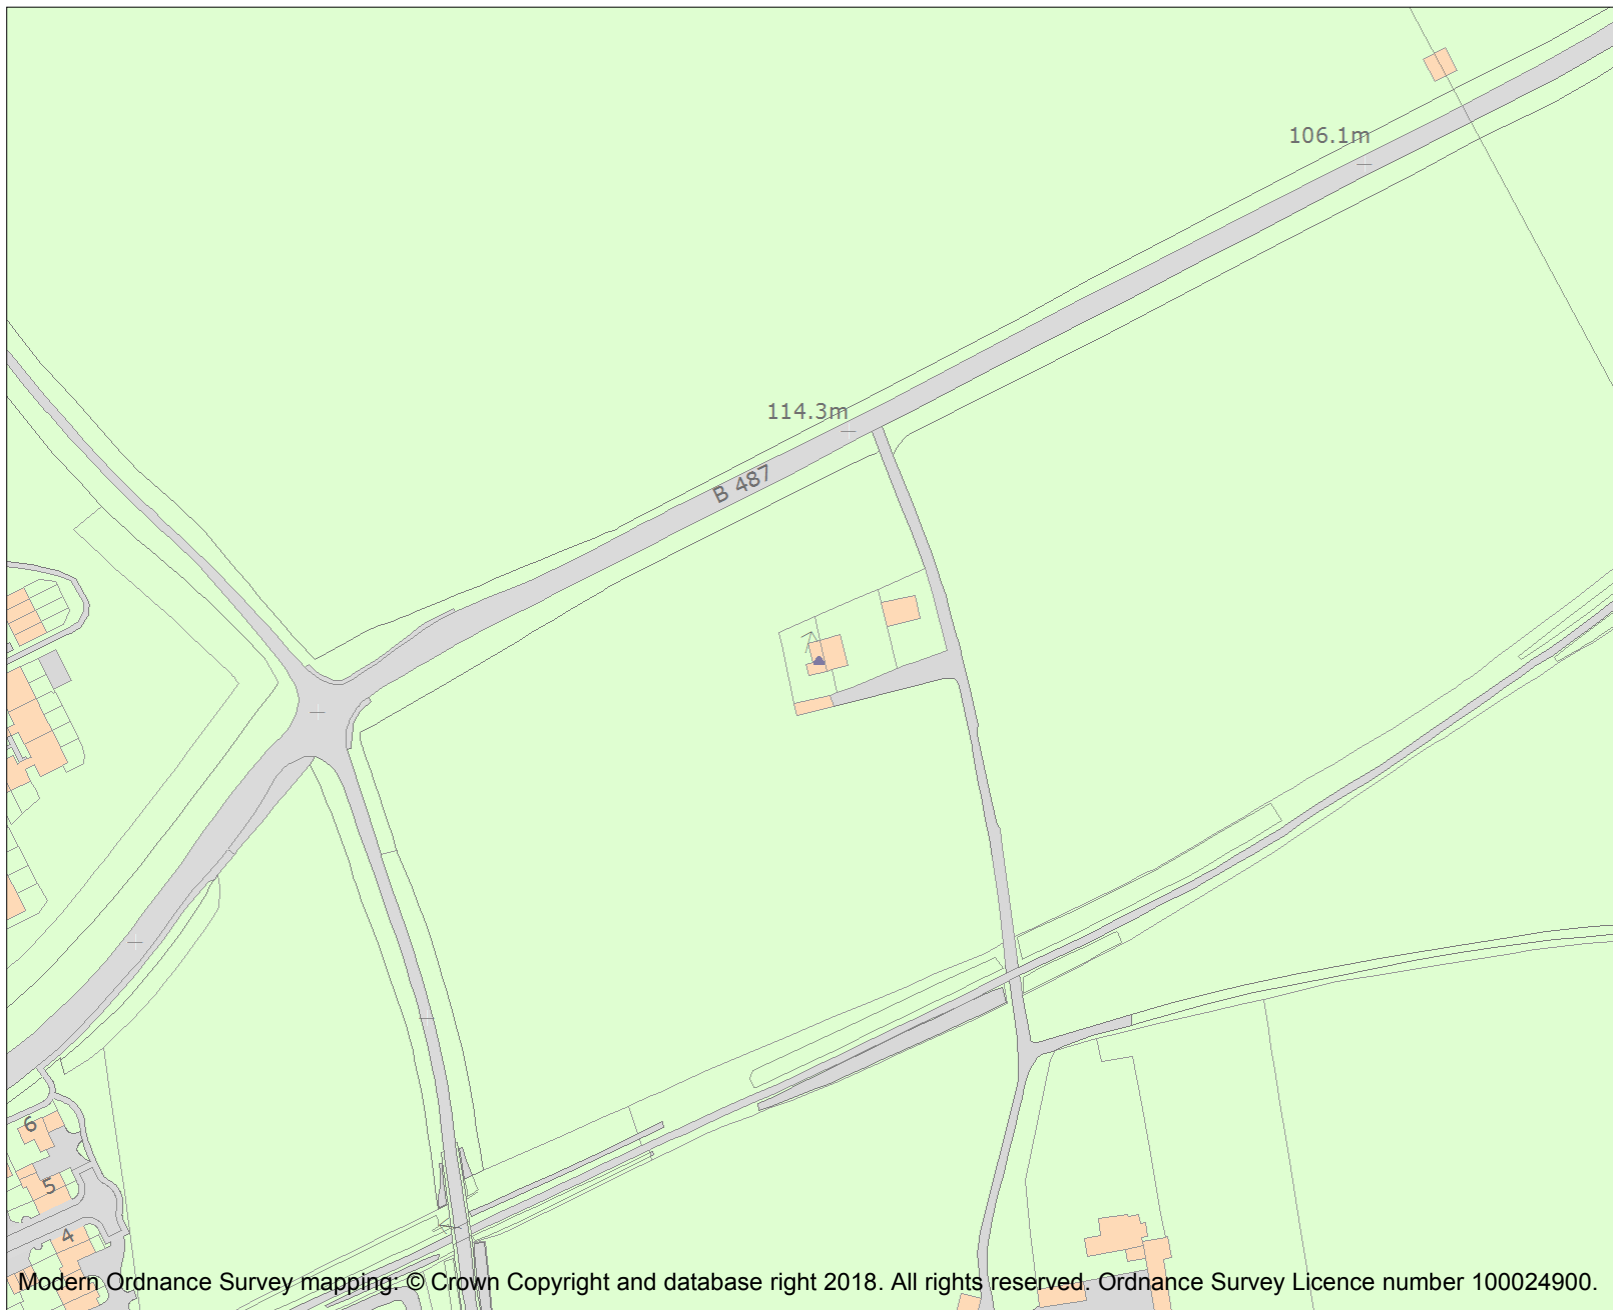 106.1m
114.3m
B 487
6
5
4
Modern Ordnance Survey mapping: © Crown Copyright and database right 2018. All rights reserved. Ordnance Survey Licence number 100024900.